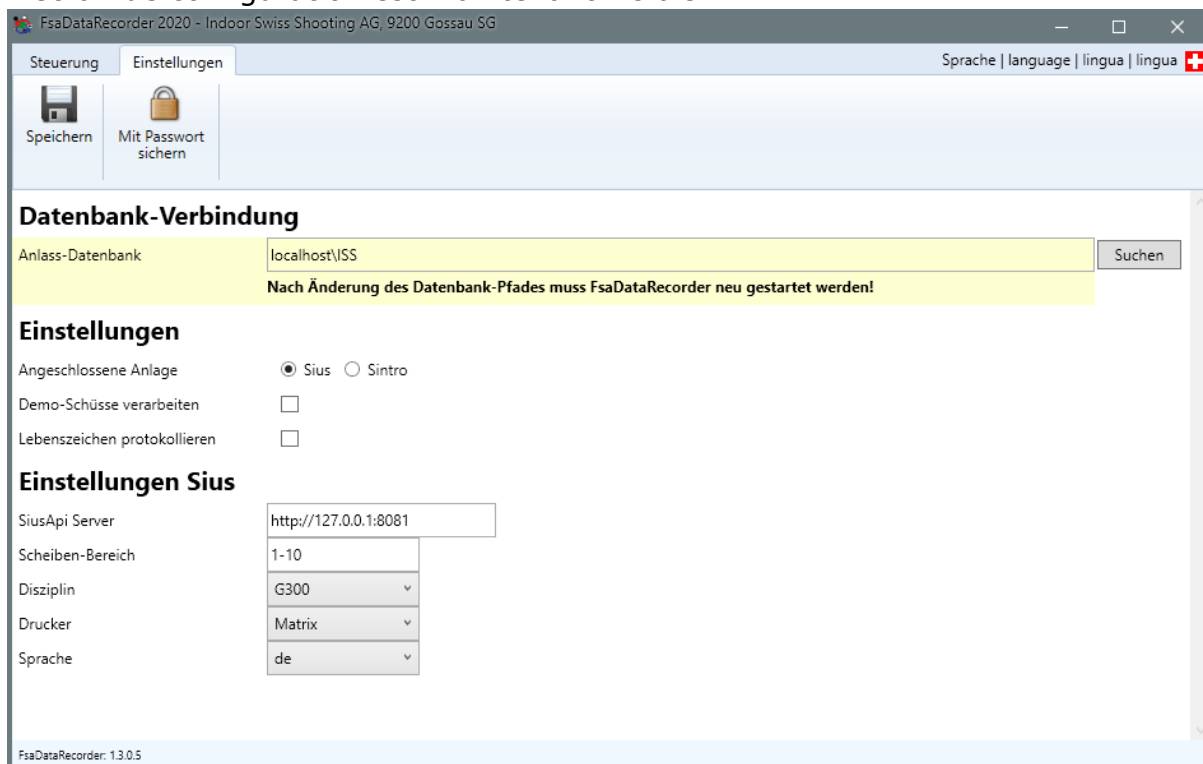 FsaDataRecorder 2020 - Indoor Swiss Shooting AG, 9200 Gossau SG
Steuerung Einstellungen Sprache | language | lingua | lingua
Speichern Mit Passwort
sichern
Datenbank-Verbindung
Anlass-Datenbank localhost\ISS Suchen
Nach Änderung des Datenbank-Pfades muss FsaDataRecorder neu gestartet werden!
Einstellungen
Angeschlossene Anlage Sius Sintro
Demo-Schüsse verarbeiten
Lebenszeichen protokollieren
Einstellungen Sius
SiusApi Server http://127.0.0.1:8081
Scheiben-Bereich 1-10
Disziplin G300
Drucker Matrix
Sprache de
FsaDataRecorder: 1.3.0.5